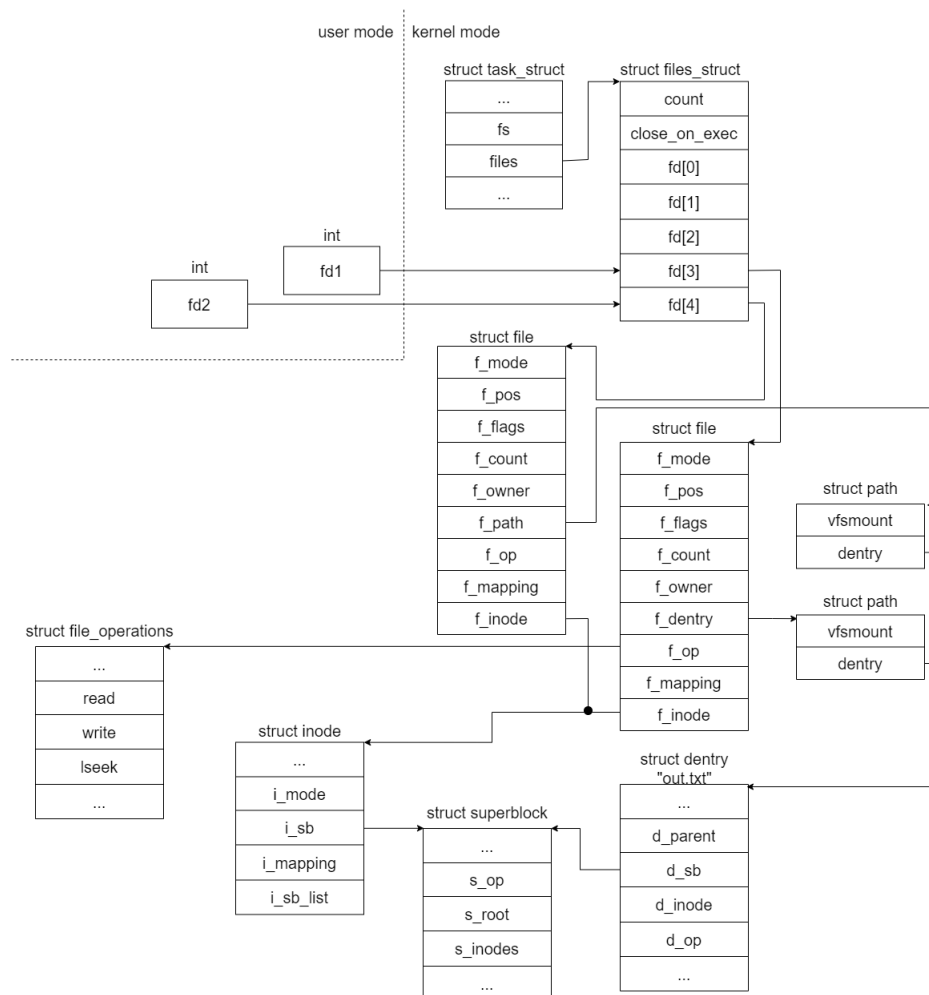 user mode
kernel mode
struct task_struct
...
fs
files
...
struct files_struct
count
close_on_exec
fd[0]
fd[1]
fd[2]
fd[3]
fd[4]
int
fd1
int
fd2
struct file
f_mode
f_pos
f_flags
f_count
f_owner
f_path
f_op
f_mapping
f_inode
struct file
f_mode
f_pos
f_flags
f_count
f_owner
f_dentry
f_op
f_mapping
f_inode
struct path
vfsmount
dentry
struct path
vfsmount
dentry
struct file_operations
...
read
write
lseek
...
struct inode
...
i_mode
i_sb
i_mapping
i_sb_list
struct superblock
...
s_op
s_root
s_inodes
...
struct dentry
"out.txt"
...
d_parent
d_sb
d_inode
d_op
...